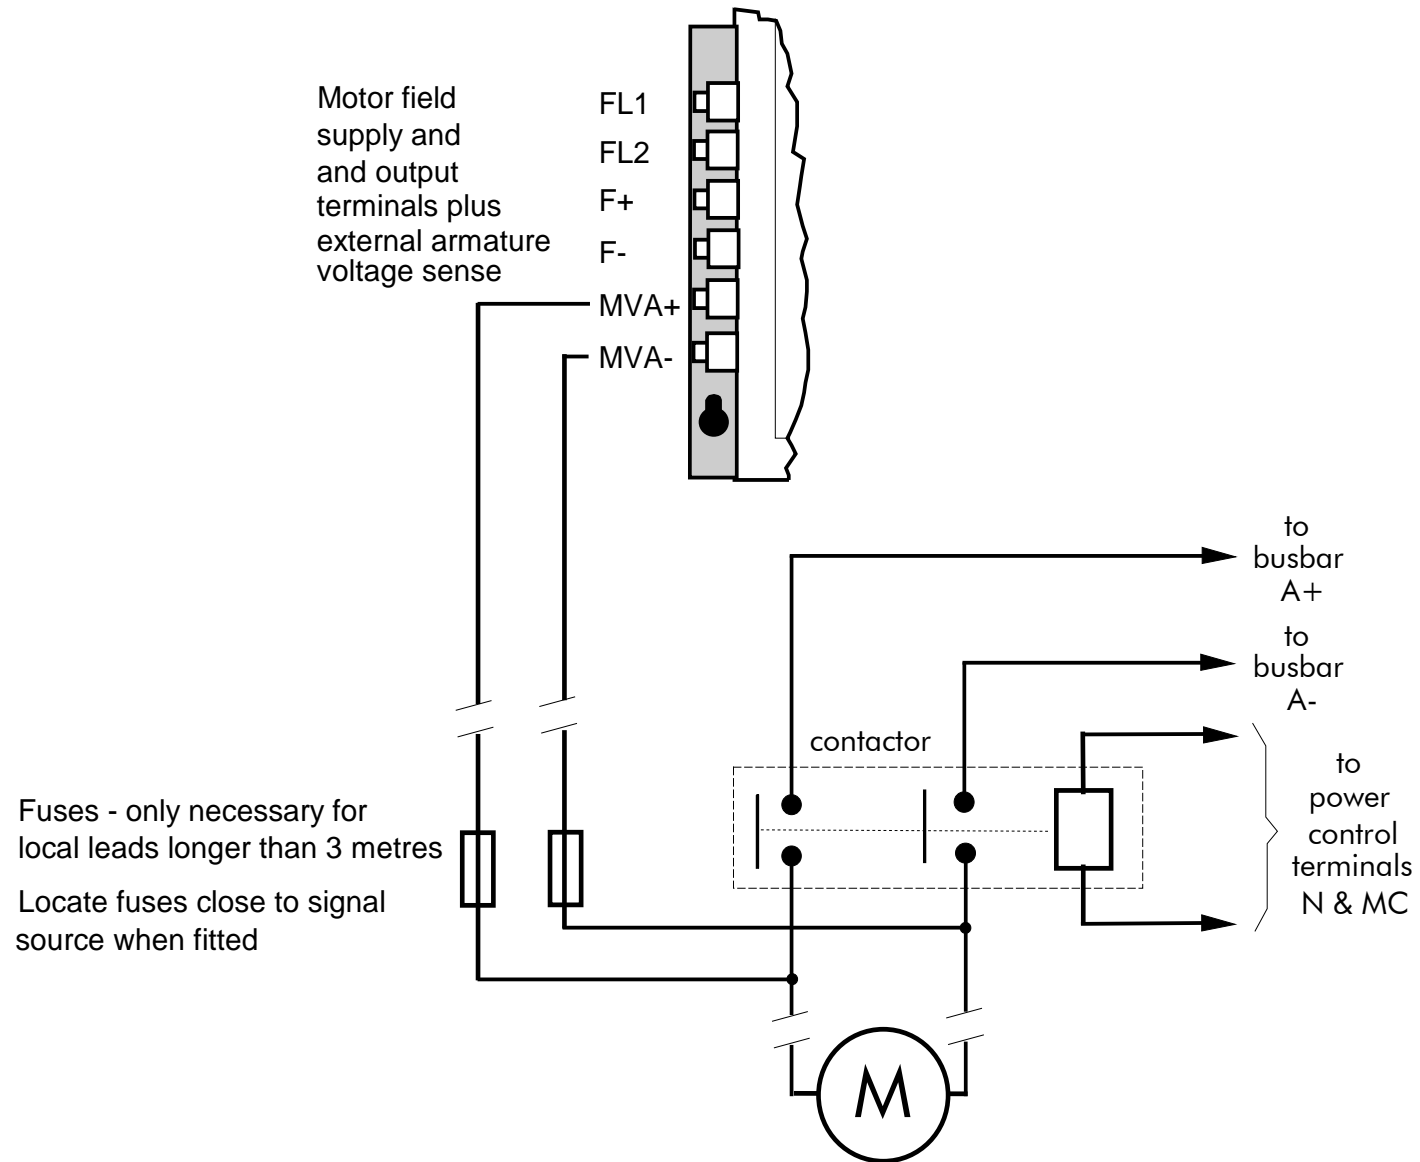 Motor field
supply and
and output
terminals plus
external armature
voltage sense
FL1
FL2
F+
F-
MVA+
MVA-
to
busbar
A+
to
busbar
A-
contactor
to
power
control
terminals
N & MC
Fuses - only necessary for
local leads longer than 3 metres
Locate fuses close to signal
source when fitted
M